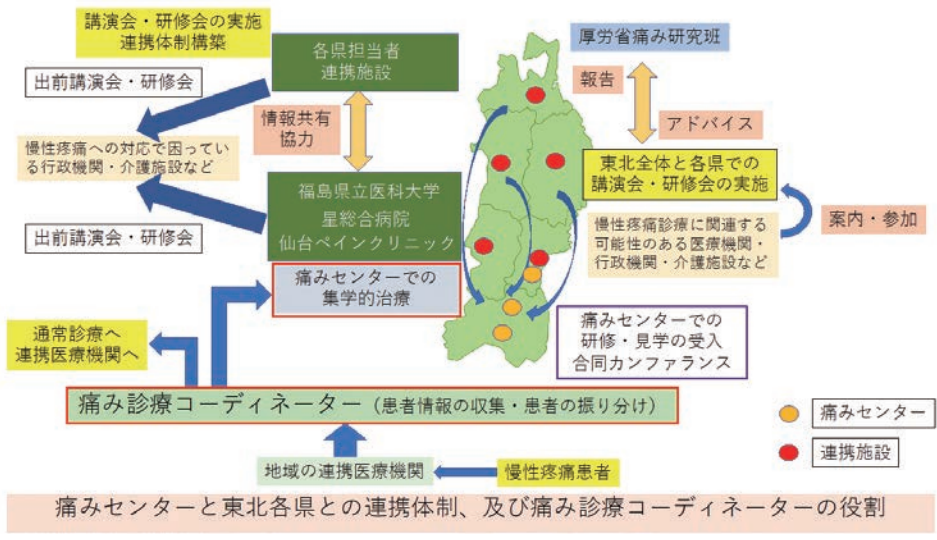 講演会・研修会の実施
連携体制構築
各県担当者
連携施設
厚労省痛み研究班
出前講演会・研修会
情報共有
協力
報告
アドバイス
慢性疼痛への対応で困ってい
る行政機関・介護施設など
東北全体と各県での
講演会・研修会の実施
福島県立医科大学
星総合病院
仙台ペインクリニック
出前講演会・研修会
慢性疼痛診療に関連する
可能性のある医療機関・
行政機関・介護施設など
案内・参加
痛みセンターでの
集学的治療
痛みセンターでの
研修・見学の受入
合同カンファランス
通常診療へ
連携医療機関へ
痛み診療コーディネーター（患者情報の収集・患者の振り分け）
痛みセンター
連携施設
地域の連携医療機関
慢性疼痛患者
痛みセンターと東北各県との連携体制、及び痛み診療コーディネーターの役割